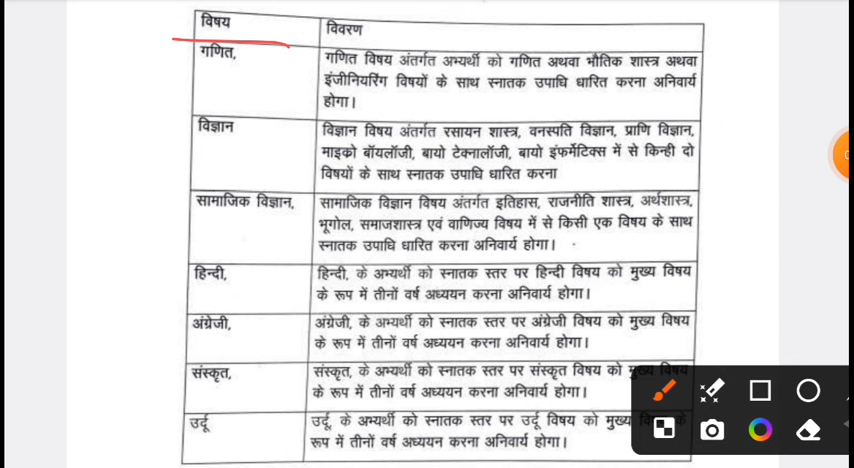 विषय
विवरण
गणित,
गणित विषय अंतर्गत अभ्यर्थी को गणित अथवा भौतिक शास्त्र अथवा
इंजीनियरिंग विषयों के साथ स्नातक उपाधि धारित करना अनिवार्य
होगा।
विज्ञान
विज्ञान विषय अंतर्गत रसायन शास्त्र, वनस्पति विज्ञान, प्राणि विज्ञान,
माइको बॉयलॉजी, बायो टेक्नालॉजी, बायो इंफर्मेटिक्स में से किन्ही दो
विषयों के साथ स्नातक उपाधि धारित करना
सामाजिक विज्ञान,
सामाजिक विज्ञान विषय अंतर्गत इतिहास, राजनीति शास्त्र, अर्थशास्त्र,
भूगोल, समाजशास्त्र एवं वाणिज्य विषय में से किसी एक विषय के साथ
स्नातक उपाधि धारित करना अनिवार्य होगा।
हिन्दी,
हिन्दी, के अभ्यर्थी को स्नातक स्तर पर हिन्दी विषय को मुख्य विषय
के रूप में तीनों वर्ष अध्ययन करना अनिवार्य होगा।
अंग्रेजी,
अंग्रेजी, के अभ्यर्थी को स्नातक स्तर पर अंग्रेजी विषय को मुख्य विषय
के रूप में तीनों वर्ष अध्ययन करना अनिवार्य होगा।
संस्कृत,
संस्कृत, के अभ्यर्थी को स्नातक स्तर पर संस्कृत विषय को मुख्य विषय
के रूप में तीनों वर्ष अध्ययन करना अनिवार्य होगा।
उर्दू
उर्दू, के अभ्यर्थी को स्नातक स्तर पर उर्दू विषय को मुख्य विषय के
रूप में तीनों वर्ष अध्ययन करना अनिवार्य होगा।